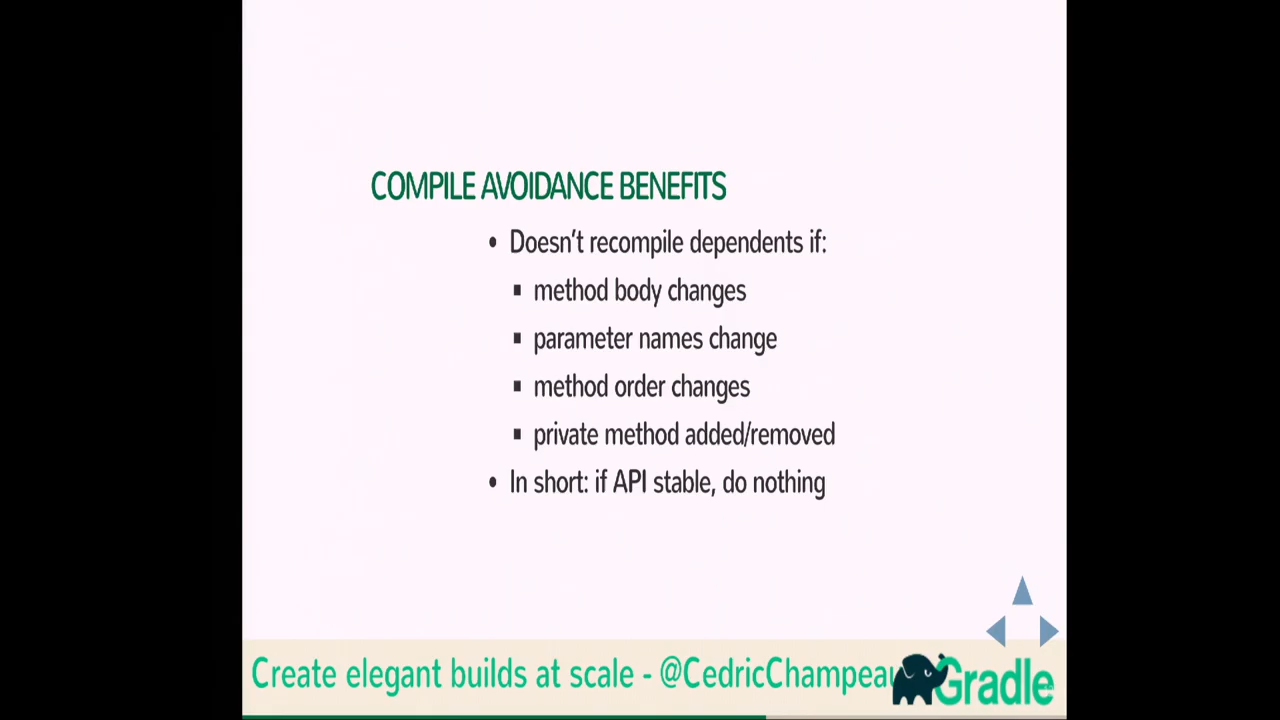 COMPILE AVOIDANCE BENEFITS
• Doesn't recompile dependents if:
▪ method body changes
▪ parameter names change
▪ method order changes
▪ private method added/removed
• In short: if API stable, do nothing
Create elegant builds at scale - @CedricChampeau
Gradle